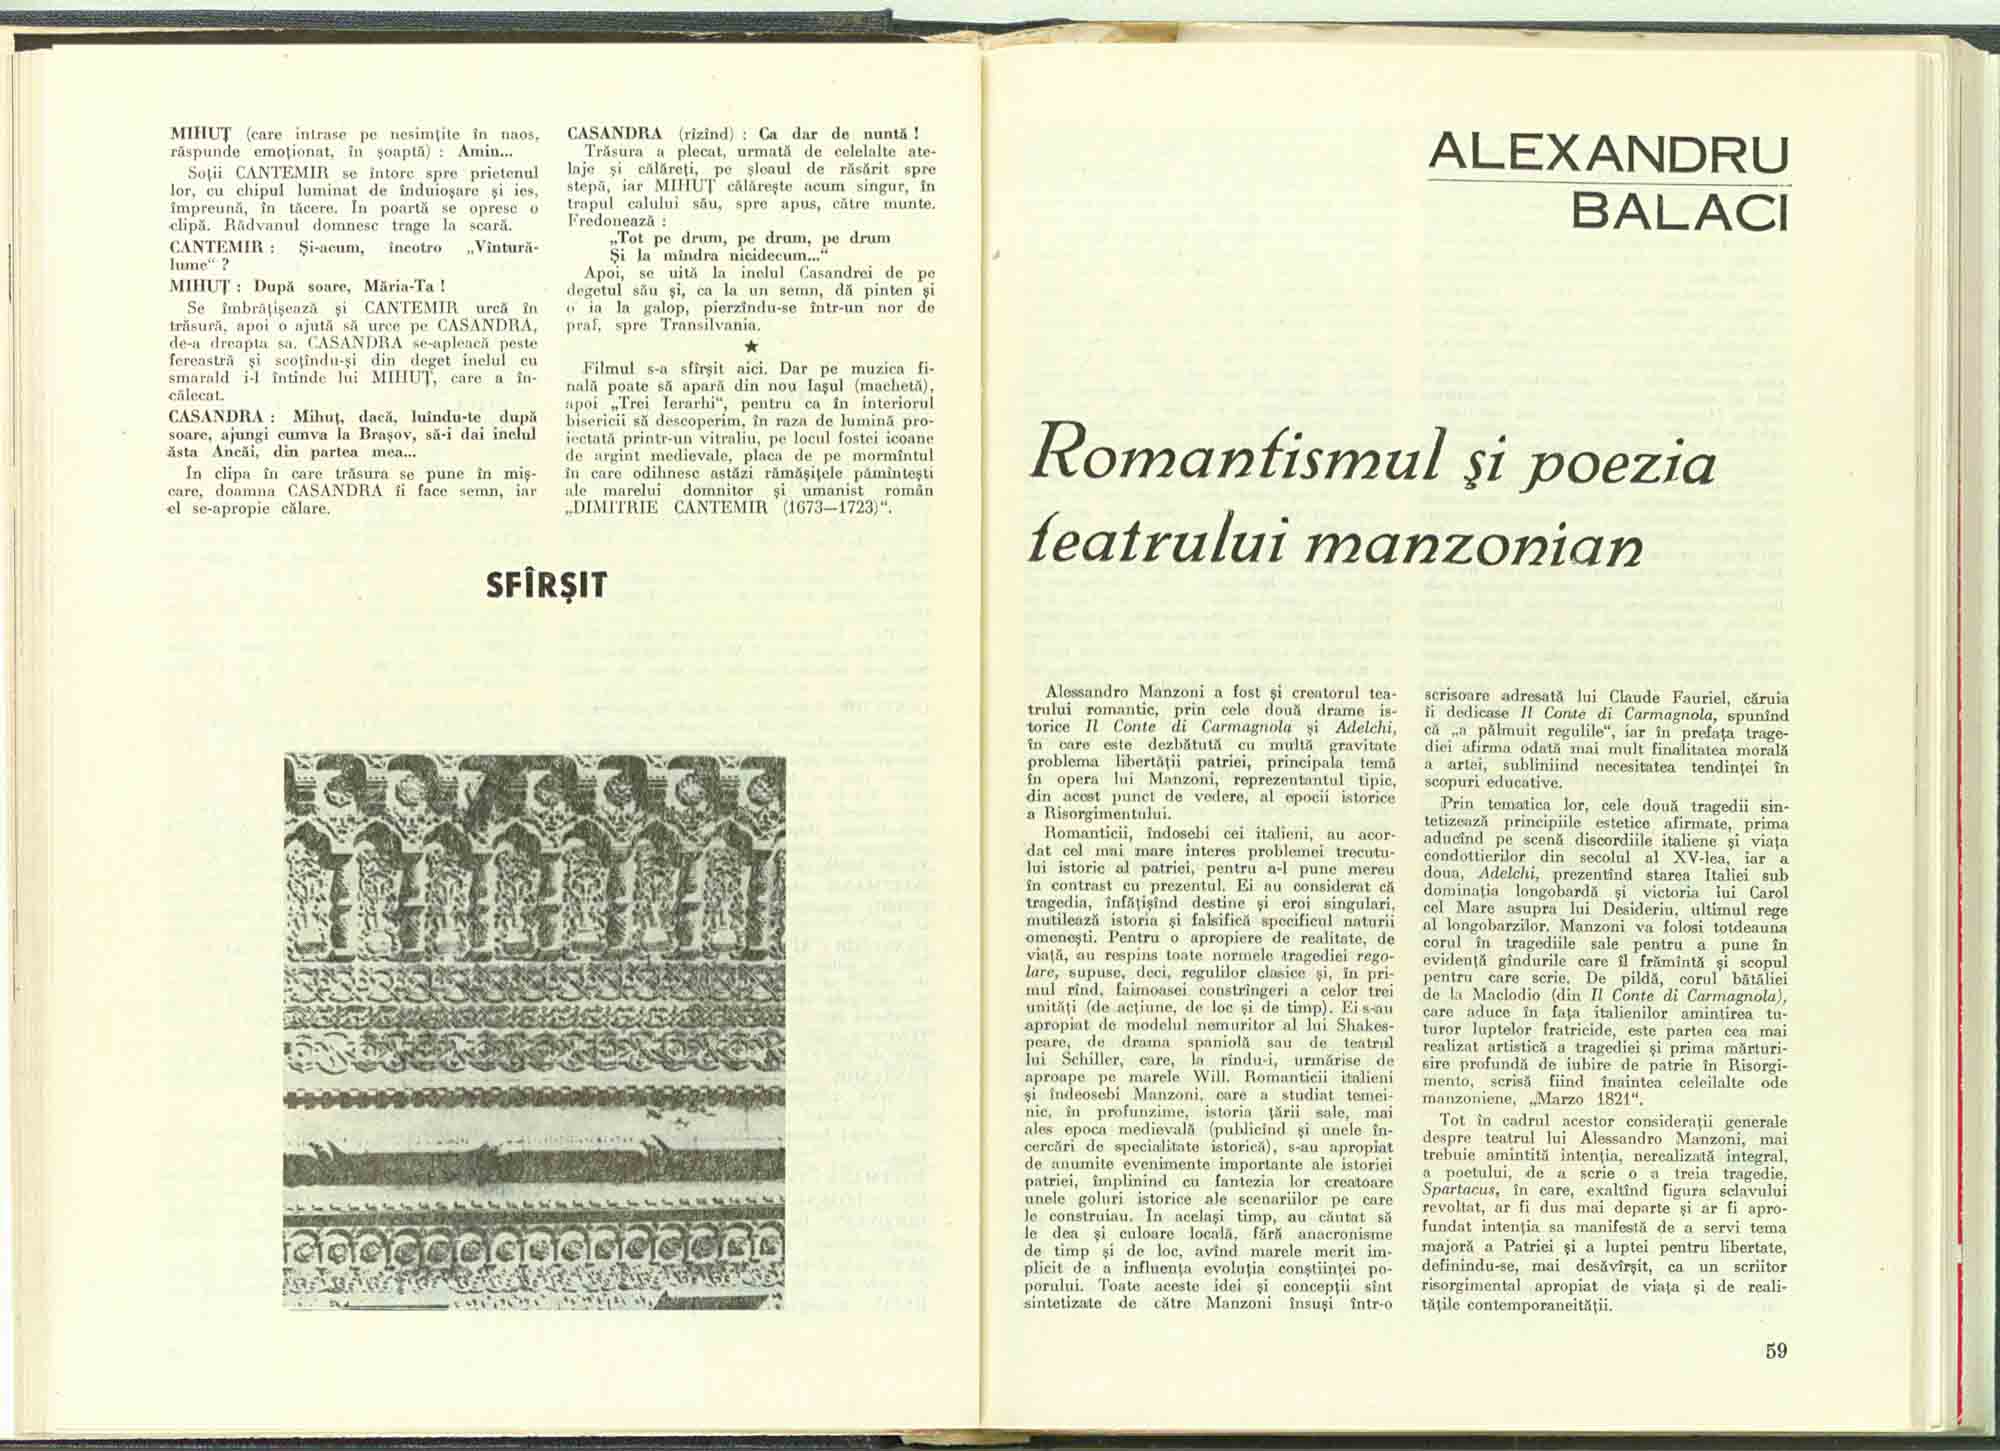 MIHUȚ (care intrase pe nesimțite în naos,
răspunde emoționat, în șoaptă) : Amin...
Soții CANTEMIR se întorc spre prietenul
lor, cu chipul luminat de înduioșare și ies,
împreună, în tăcere. In poartă se opresc o
clipă. Rădvanul domnesc trage la scară.
CANTEMIR : Și-acum, încotro „Vîntură-
lume“ ?
MIHUȚ : După soare, Măria-Ta !
Se îmbrățișează și CANTEMIR urcă în
trăsură, apoi o ajută să urce pe CASANDRA,
de-a dreapta sa. CASANDRA se-apleacă peste
fereastră și scoțîndu-și din deget inelul cu
smarald i-l întinde lui MIHUȚ, care a în-
călecat.
CASANDRA : Mihuț, dacă, luîndu-te după
soare, ajungi cumva la Brașov, să-i dai inelul
ăsta Ancăi, din partea mea...
In clipa în care trăsura se pune în miș-
care, doamna CASANDRA îi face semn, iar
el se-apropie călare.
CASANDRA (rîzînd) : Ca dar de nuntă !
Trăsura a plecat, urmată de celelalte ate-
laje și călăreți, pe șleaul de răsărit spre
stepă, iar MIHUȚ călărește acum singur, în
trapul calului său, spre apus, către munte.
Fredonează :
„Tot pe drum, pe drum, pe drum
Și la mîndra nicidecum...“
Apoi, se uită la inelul Casandrei de pe
degetul său și, ca la un semn, dă pinten și
o ia la galop, pierzîndu-se într-un nor de
praf, spre Transilvania.
★
Filmul s-a sfîrșit aici. Dar pe muzica fi-
nală poate să apară din nou Iașul (machetă),
apoi „Trei Ierarhi“, pentru ca în interiorul
bisericii să descoperim, în raza de lumină pro-
iectată printr-un vitraliu, pe locul fostei icoane
de argint medievale, placa de pe mormîntul
în care odihnesc astăzi rămășițele pămîntești
ale marelui domnitor și umanist român
„DIMITRIE CANTEMIR (1673—1723)“.
SFÎRȘIT
ALEXANDRU
BALACI
Romantismul și poezia
teatrului manzonian
Alessandro Manzoni a fost și creatorul tea-
trului romantic, prin cele două drame is-
torice Il Conte di Carmagnola și Adelchi,
în care este dezbătută cu multă gravitate
problema libertății patriei, principala temă
în opera lui Manzoni, reprezentantul tipic,
din acest punct de vedere, al epocii istorice
a Risorgimentului.
Romanticii, îndosebi cei italieni, au acor-
dat cel mai mare interes problemei trecutu-
lui istoric al patriei, pentru a-l pune mereu
în contrast cu prezentul. Ei au considerat că
tragedia, înfățișînd destine și eroi singulari,
mutilează istoria și falsifică specificul naturii
omenești. Pentru o apropiere de realitate, de
viață, au respins toate normele tragediei rego-
lare, supuse, deci, regulilor clasice și, în pri-
mul rînd, faimoasei constrîngeri a celor trei
unități (de acțiune, de loc și de timp). Ei s-au
apropiat de modelul nemuritor al lui Shakes-
peare, de drama spaniolă sau de teatrul
lui Schiller, care, la rîndu-i, urmărise de
aproape pe marele Will. Romanticii italieni
și îndeosebi Manzoni, care a studiat temei-
nic, în profunzime, istoria țării sale, mai
ales epoca medievală (publicînd și unele în-
cercări de specialitate istorică), s-au apropiat
de anumite evenimente importante ale istoriei
patriei, împlinind cu fantezia lor creatoare
unele goluri istorice ale scenariilor pe care
le construiau. In același timp, au căutat să
le dea și culoare locală, fără anacronisme
de timp și de loc, avînd marele merit im-
plicit de a influența evoluția conștiinței po-
porului. Toate aceste idei și concepții sînt
sintetizate de către Manzoni însuși într-o
scrisoare adresată lui Claude Fauriel, căruia
îi dedicase Il Conte di Carmagnola, spunînd
că „a pălmuit regulile“, iar în prefața trage-
diei afirma odată mai mult finalitatea morală
a artei, subliniind necesitatea tendinței în
scopuri educative.
Prin tematica lor, cele două tragedii sin-
tetizează principiile estetice afirmate, prima
aducînd pe scenă discordiile italiene și viața
condottierilor din secolul al XV-lea, iar a
doua, Adelchi, prezentînd starea Italiei sub
dominația longobardă și victoria lui Carol
cel Mare asupra lui Desideriu, ultimul rege
al longobarzilor. Manzoni va folosi totdeauna
corul în tragediile sale pentru a pune în
evidență gîndurile care îl frămîntă și scopul
pentru care scrie. De pildă, corul bătăliei
de la Maclodio (din Il Conte di Carmagnola),
care aduce în fața italienilor amintirea tu-
turor luptelor fratricide, este partea cea mai
realizat artistică a tragediei și prima mărturi-
sire profundă de iubire de patrie în Risorgi-
mento, scrisă fiind înaintea celeilalte ode
manzoniene, „Marzo 1821“.
Tot în cadrul acestor considerații generale
despre teatrul lui Alessandro Manzoni, mai
trebuie amintită intenția, nerealizată integral,
a poetului, de a scrie o a treia tragedie,
Spartacus, în care, exaltînd figura sclavului
revoltat, ar fi dus mai departe și ar fi apro-
fundat intenția sa manifestă de a servi tema
majoră a Patriei și a luptei pentru libertate,
definindu-se, mai desăvîrșit, ca un scriitor
risorgimental apropiat de viața și de reali-
tățile contemporaneității.
59